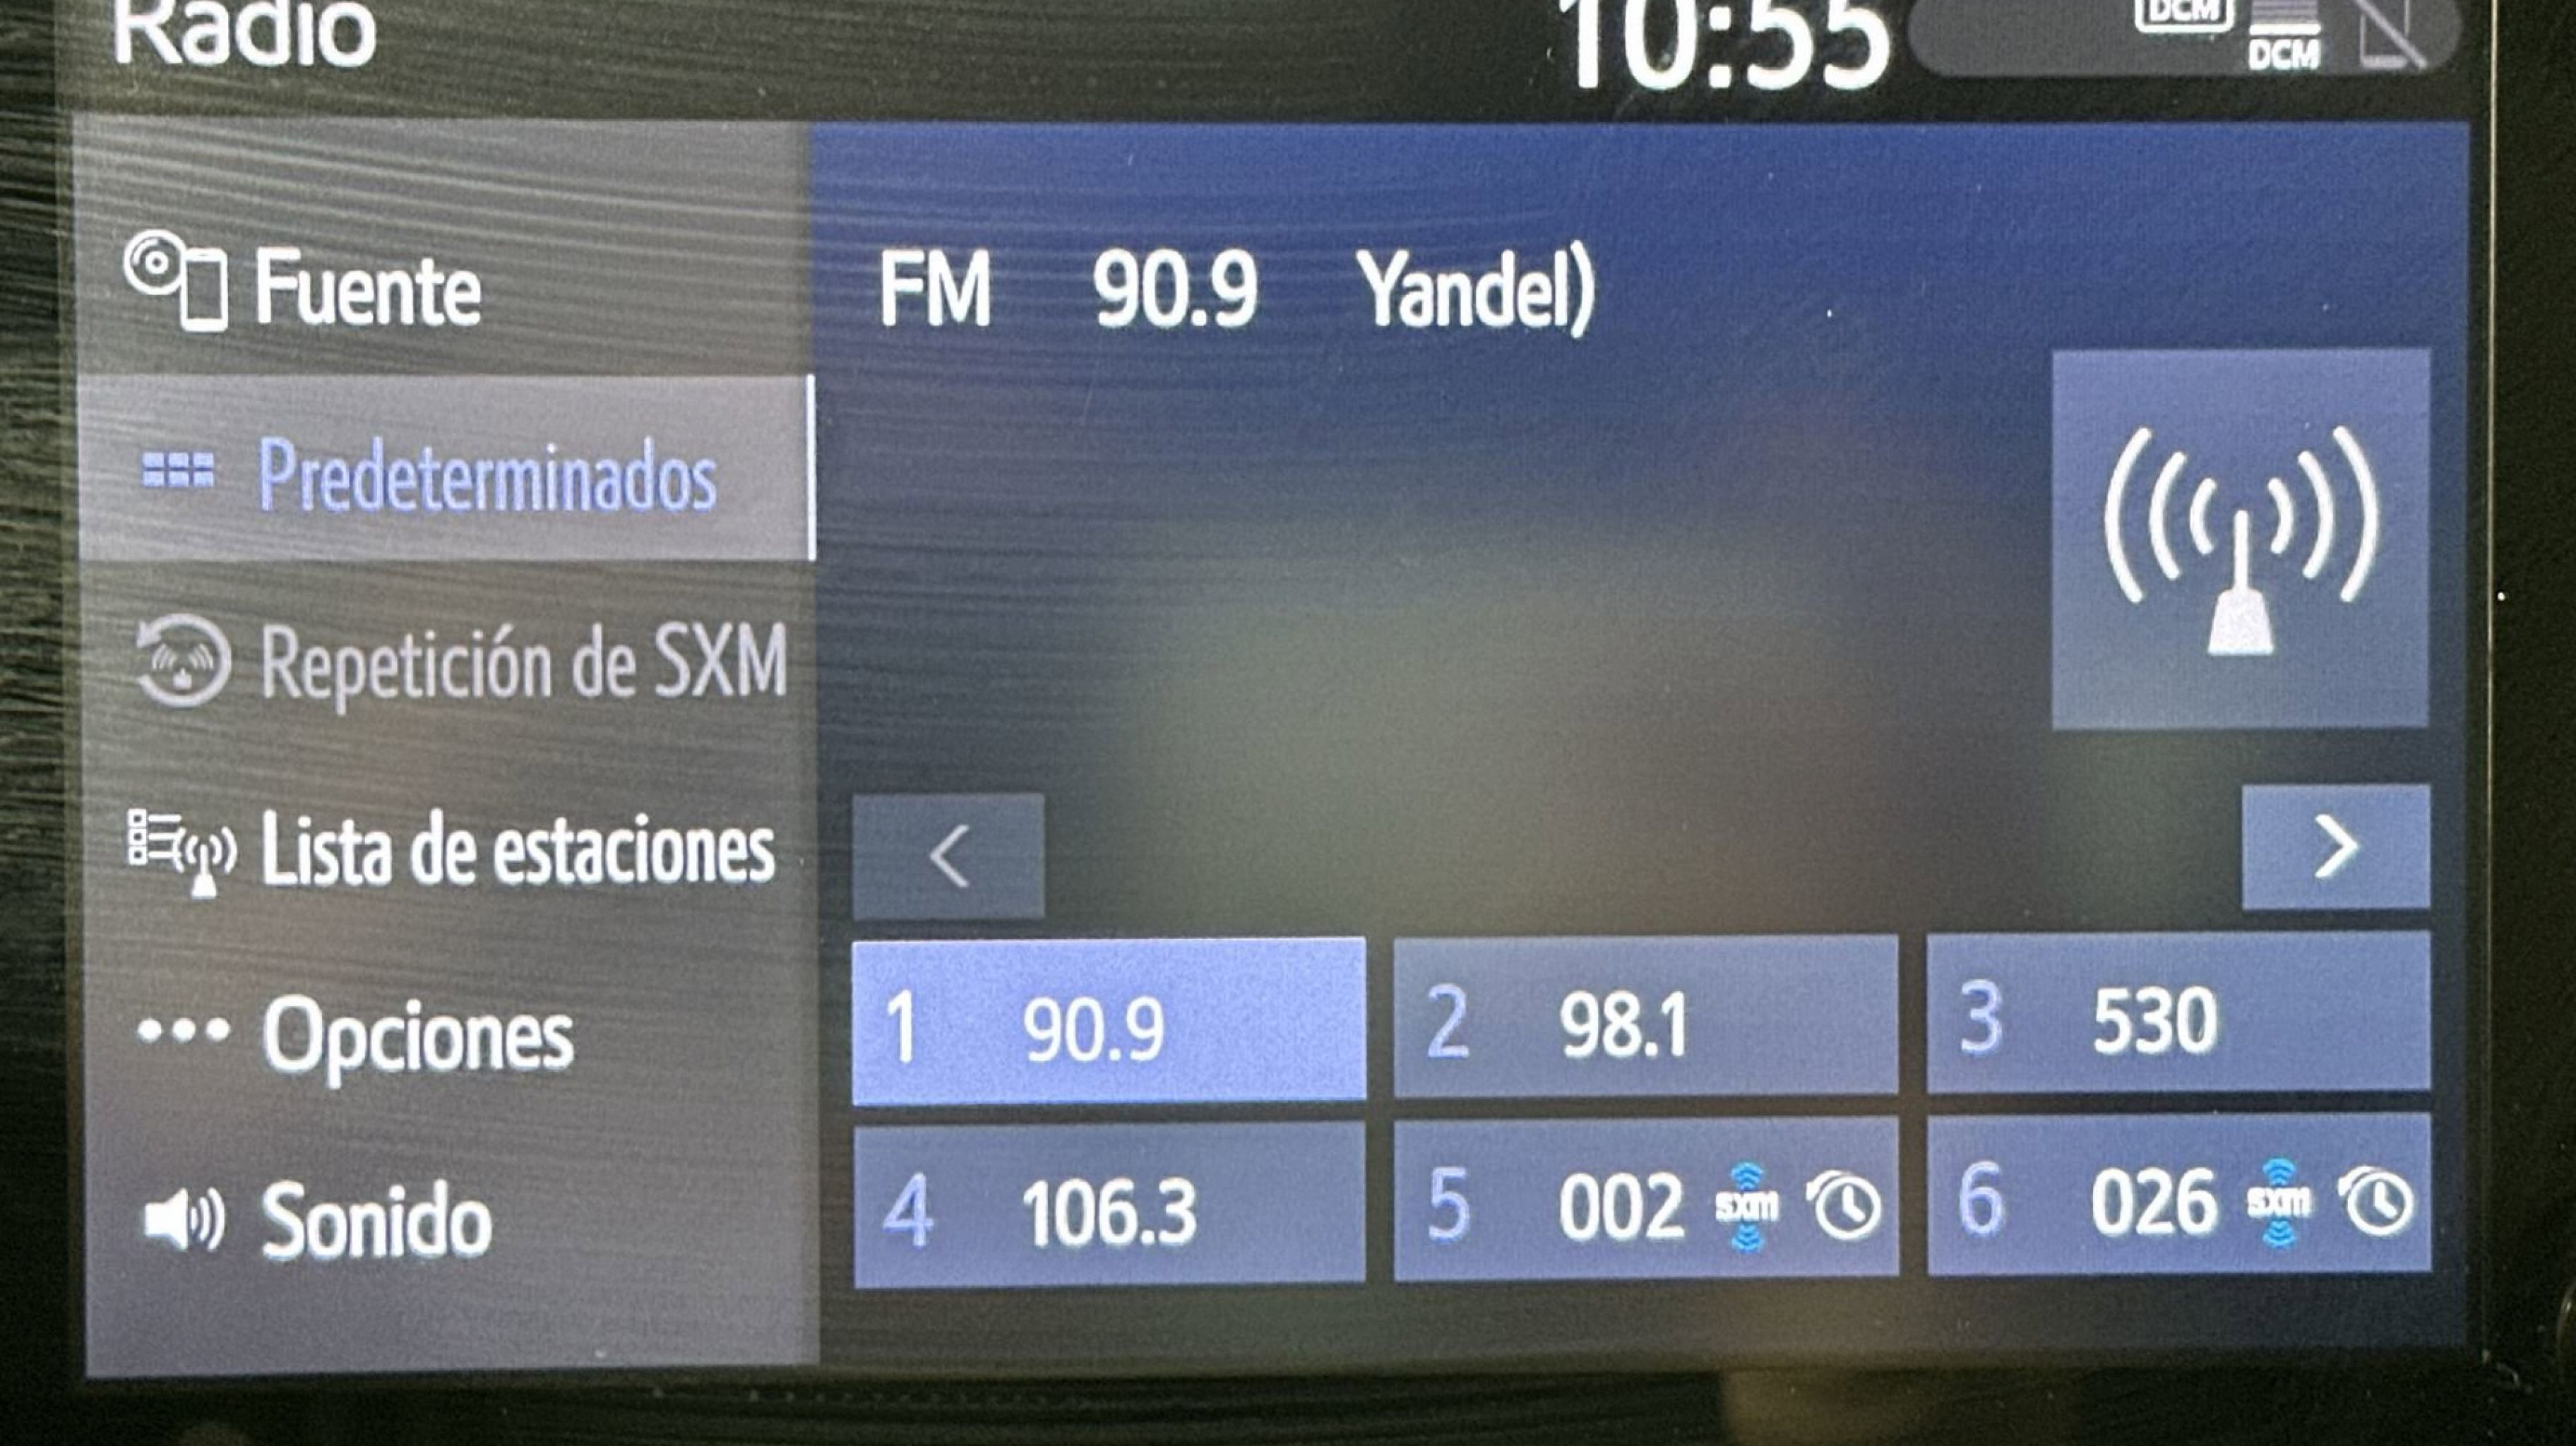 Radio
10:55
DCM
DCM
Fuente
Predeterminados
Repetición de SXM
Lista de estaciones
Opciones
Sonido
FM 90.9 Yandel)
1 90.9
2 98.1
3 530
4 106.3
5 002 sxm
6 026 sxm